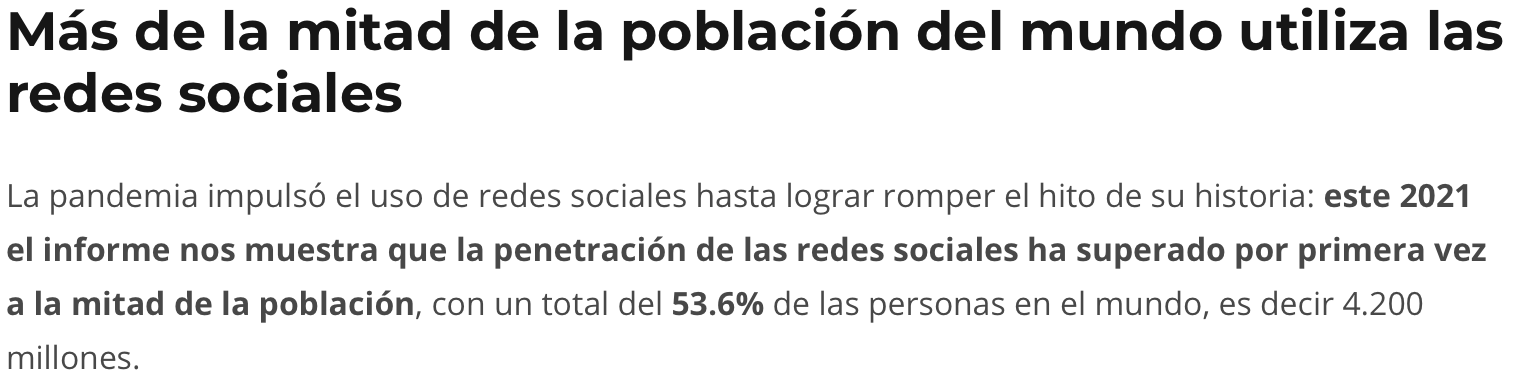 Más de la mitad de la población del mundo utiliza las
redes sociales
La pandemia impulsó el uso de redes sociales hasta lograr romper el hito de su historia: este 2021
el informe nos muestra que la penetración de las redes sociales ha superado por primera vez
a la mitad de la población, con un total del 53.6% de las personas en el mundo, es decir 4.200
millones.